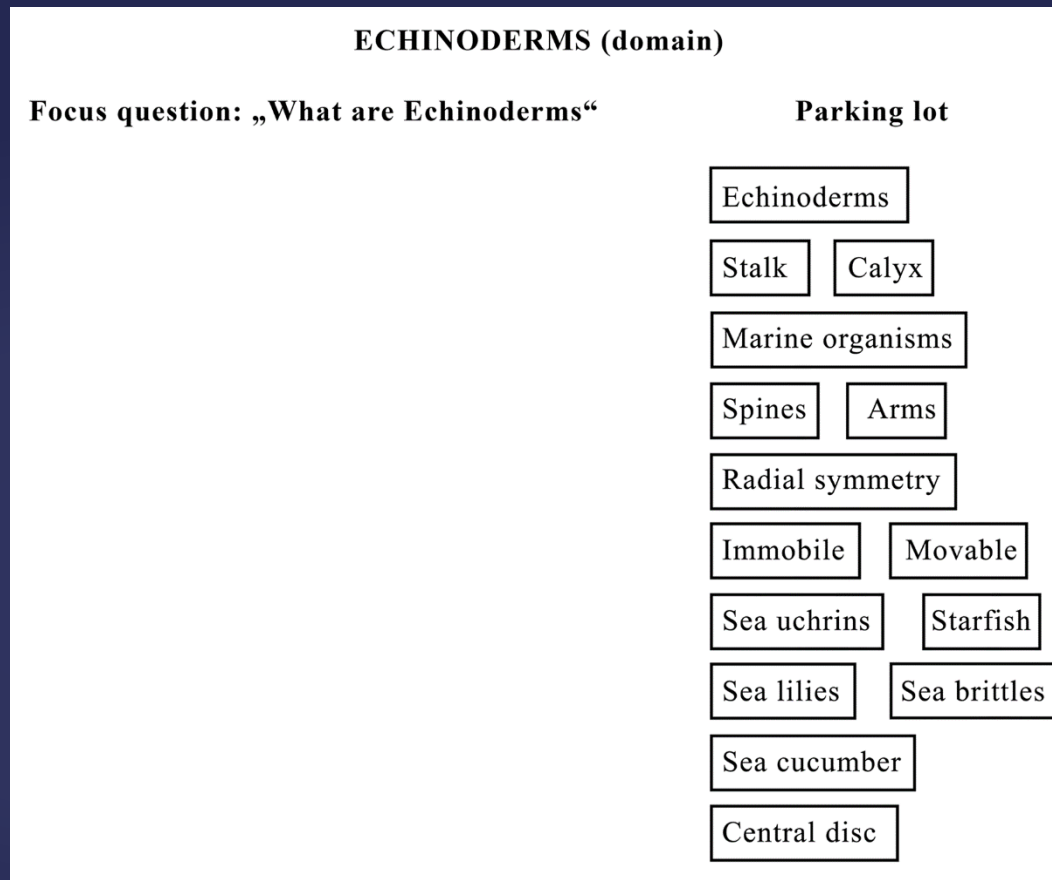 ECHINODERMS (domain)
Focus question: „What are Echinoderms“
Parking lot
Echinoderms
Stalk Calyx
Marine organisms
Spines Arms
Radial symmetry
Immobile Movable
Sea uchrins Starfish
Sea lilies Sea brittles
Sea cucumber
Central disc